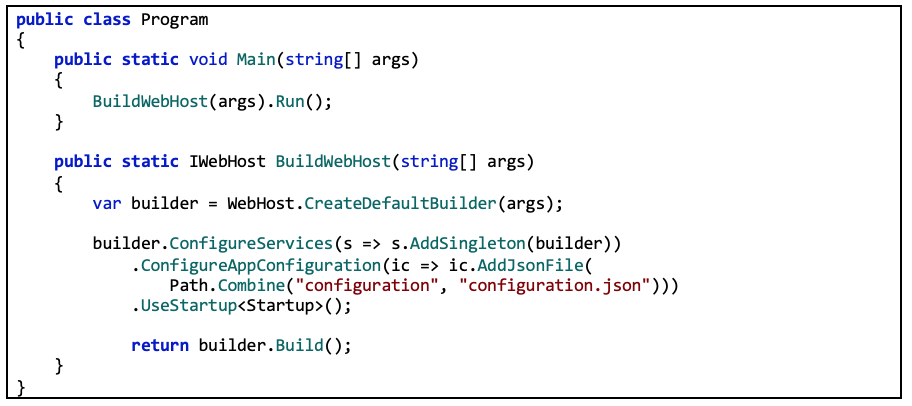 public class Program
{
    public static void Main(string[] args)
    {
        BuildWebHost(args).Run();
    }

    public static IWebHost BuildWebHost(string[] args)
    {
        var builder = WebHost.CreateDefaultBuilder(args);

        builder.ConfigureServices(s => s.AddSingleton(builder))
            .ConfigureAppConfiguration(ic => ic.AddJsonFile(
                Path.Combine("configuration", "configuration.json")))
            .UseStartup<Startup>();

            return builder.Build();
    }
}